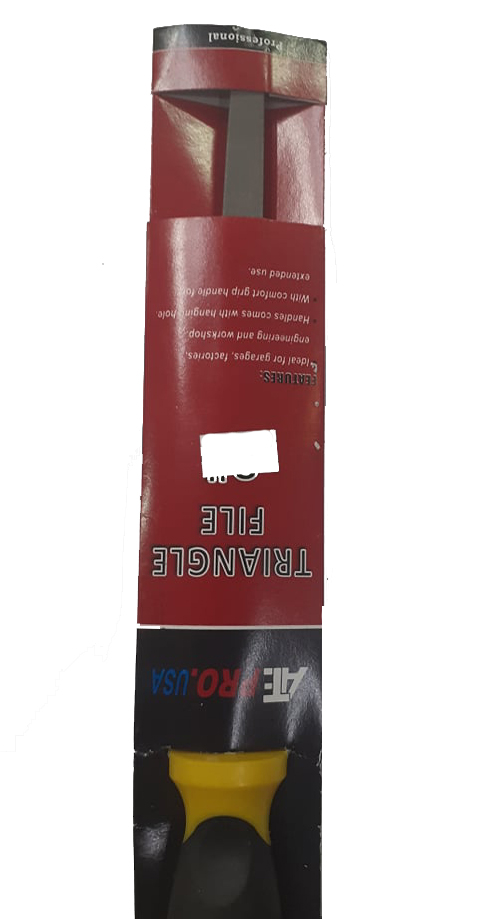 ATE PRO.USA
TRIANGLE
FILE
FEATURES:
Ideal for garages, factories,
engineering and workshop.
Handles comes with hanging hole.
With comfort grip handle for
extended use.
Professional